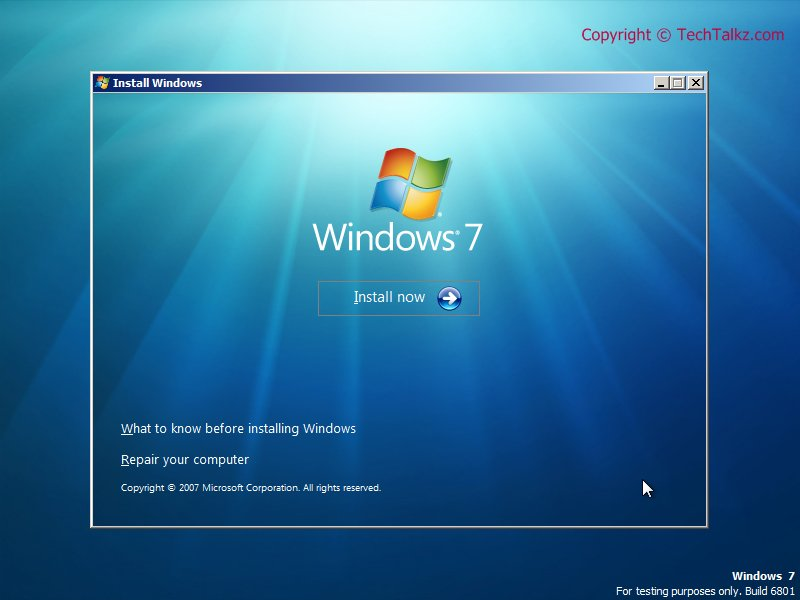 Copyright © TechTalkz.com
Install Windows
Windows® 7
Install now
What to know before installing Windows
Repair your computer
Copyright © 2007 Microsoft Corporation. All rights reserved.
Windows 7
For testing purposes only. Build 6801